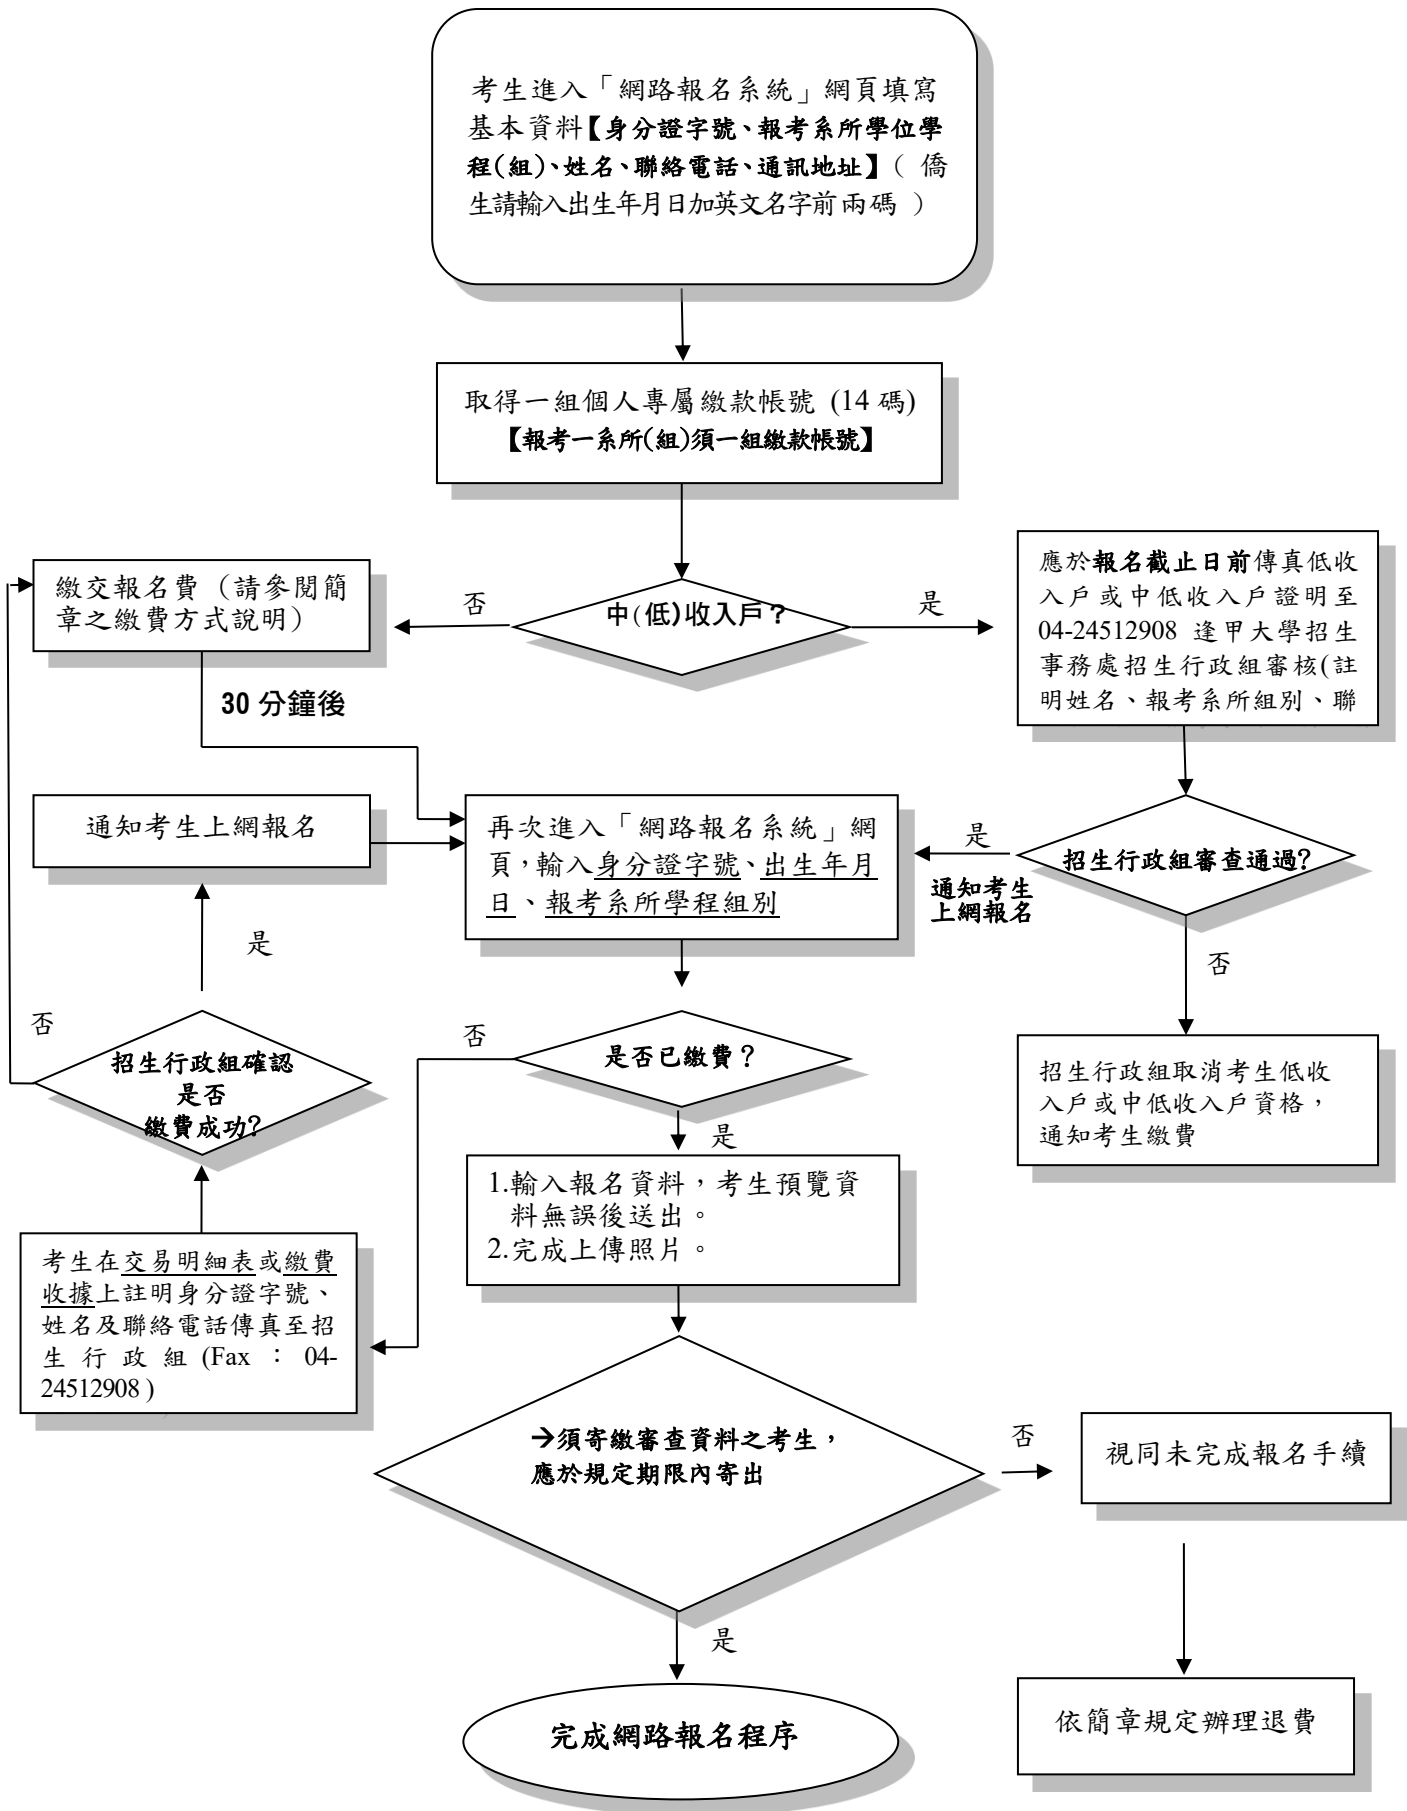 考生進入「網路報名系統」網頁填寫
基本資料【身分證字號、報考系所學位學
程(組)、姓名、聯絡電話、通訊地址】（ 僑
生請輸入出生年月日加英文名字前兩碼 ）
取得一組個人專屬繳款帳號 (14 碼)
【報考一系所(組)須一組繳款帳號】
中(低)收入戶？
否
是
繳交報名費（請參閱簡
章之繳費方式說明）
30 分鐘後
應於報名截止日前傳真低收
入戶或中低收入戶證明至
04-24512908 逢甲大學招生
事務處招生行政組審核(註
明姓名、報考系所組別、聯
通知考生上網報名
再次進入「網路報名系統」網
頁，輸入身分證字號、出生年月
日、報考系所學程組別
是
通知考生
上網報名
招生行政組審查通過?
是
否
否
招生行政組確認
是否
繳費成功?
否
是否已繳費？
是
招生行政組取消考生低收
入戶或中低收入戶資格，
通知考生繳費
1.輸入報名資料，考生預覽資
料無誤後送出。
2.完成上傳照片。
考生在交易明細表或繳費
收據上註明身分證字號、
姓名及聯絡電話傳真至招
生行政組(Fax：04-
24512908 )
→須寄繳審查資料之考生，
應於規定期限內寄出
否
視同未完成報名手續
是
完成網路報名程序
依簡章規定辦理退費